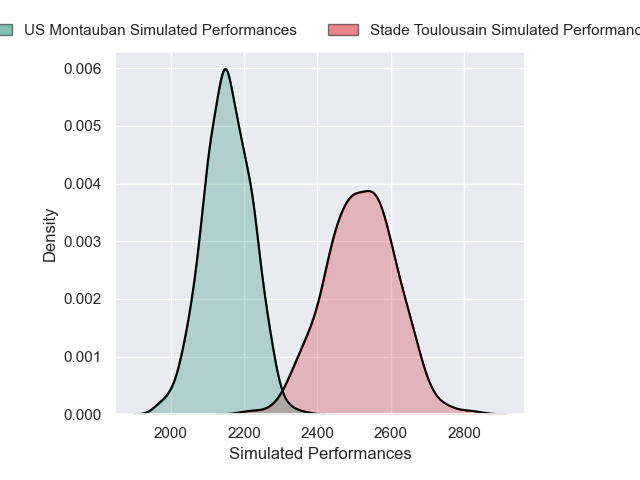 US Montauban Simulated Performances
Stade Toulousain Simulated Performanc
0.006
0.005
0.004
0.003
0.002
0.001
0.000
Density
2000 2200 2400 2600 2800
Simulated Performances